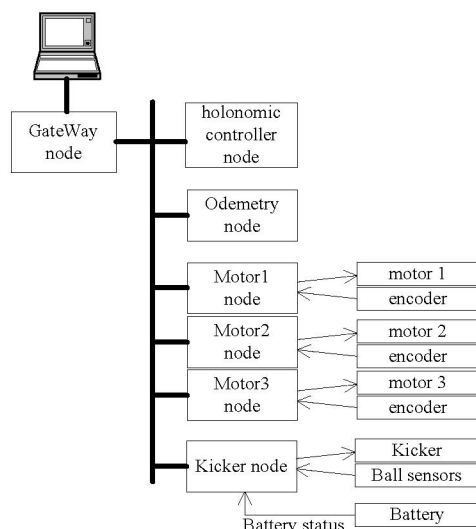 GateWay
node
holonomic
controller
node
Odemetry
node
Motor1
node
motor 1
encoder
Motor2
node
motor 2
encoder
Motor3
node
motor 3
encoder
Kicker node
Kicker
Ball sensors
Battery
Battery status